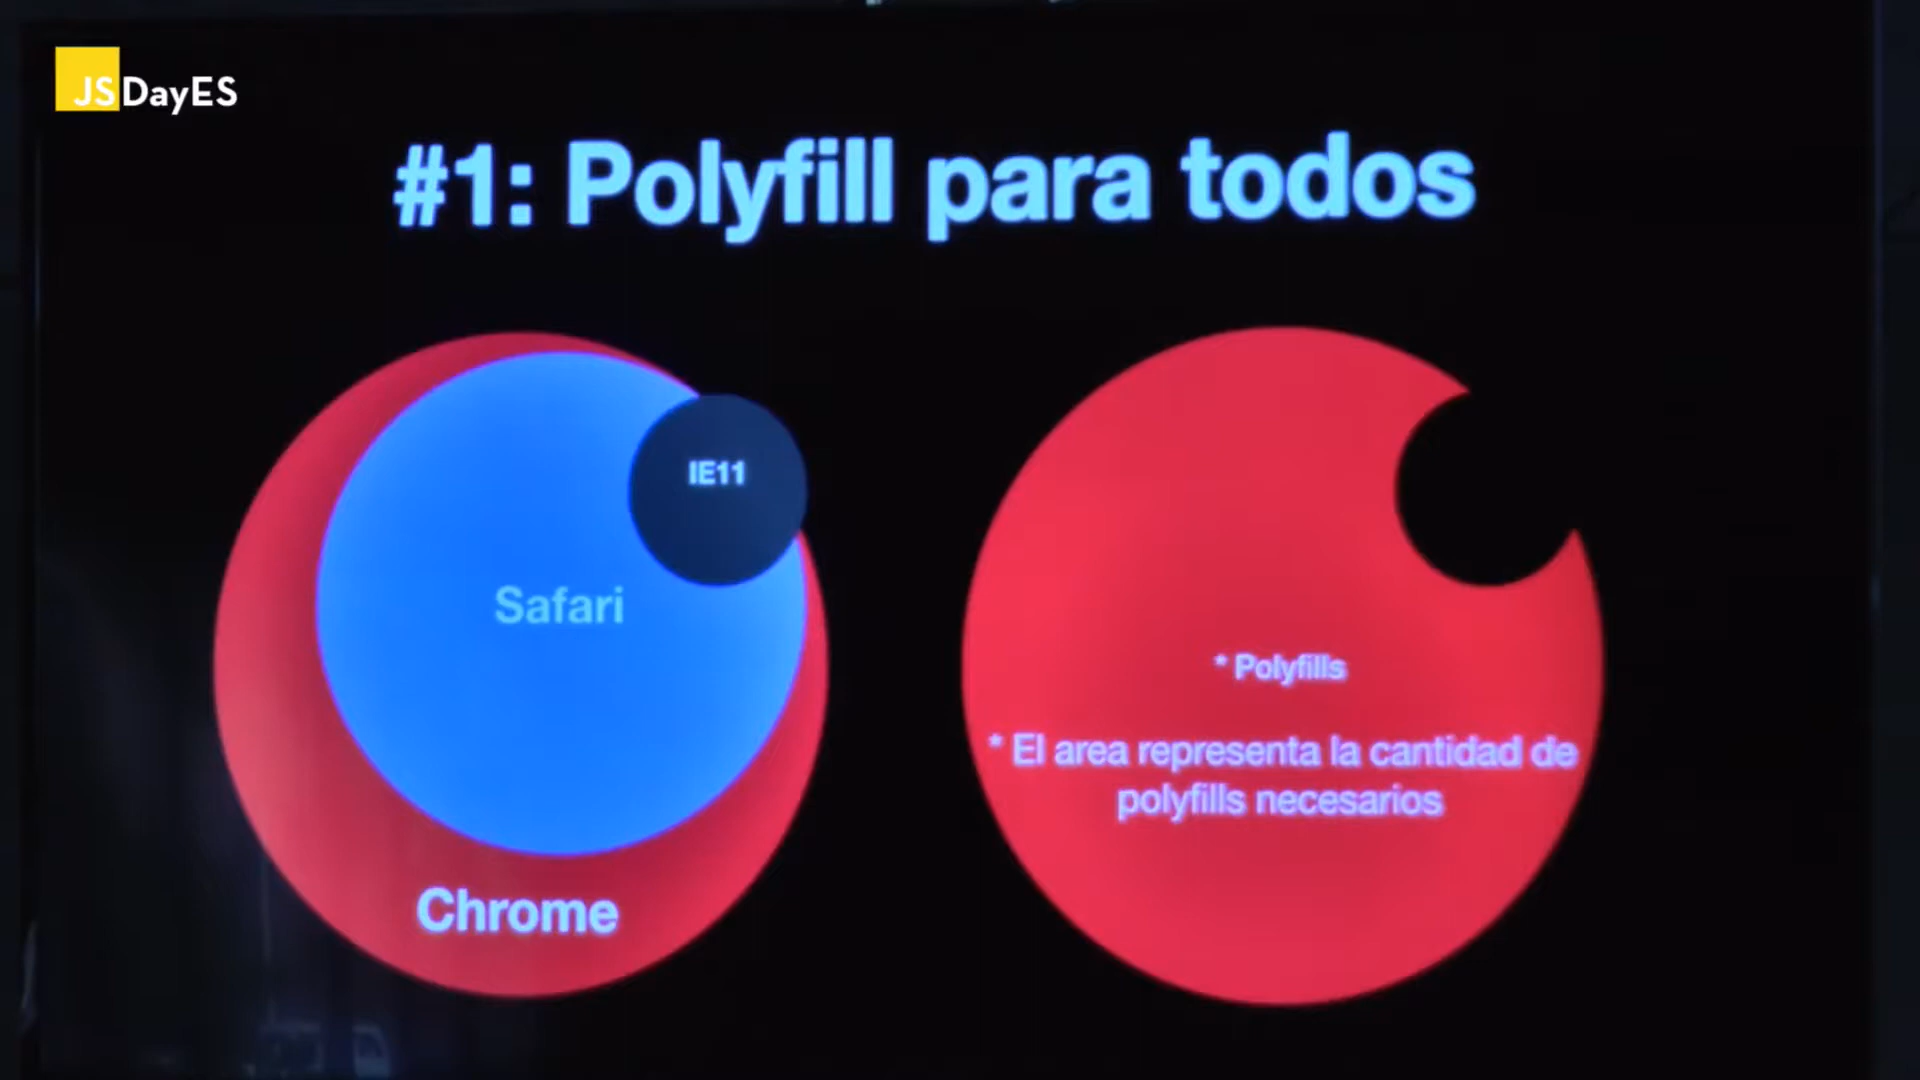 JSDayES
#1: Polyfill para todos
IE11
Safari
Chrome
* Polyfills
* El area representa la cantidad de
polyfills necesarios